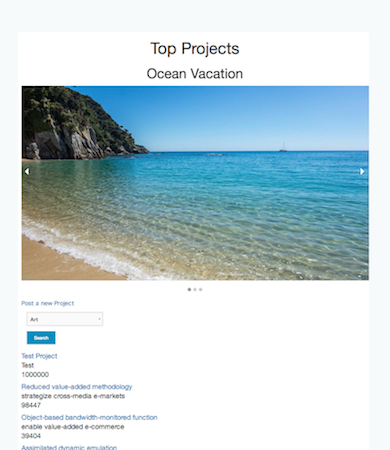 Top Projects
Ocean Vacation
Post a new Project
Art
Search
Test Project
Test
1000000
Reduced value-added methodology
strategize cross-media e-markets
98447
Object-based bandwidth-monitored function
enable value-added e-commerce
39404
Assimilated dynamic emulation